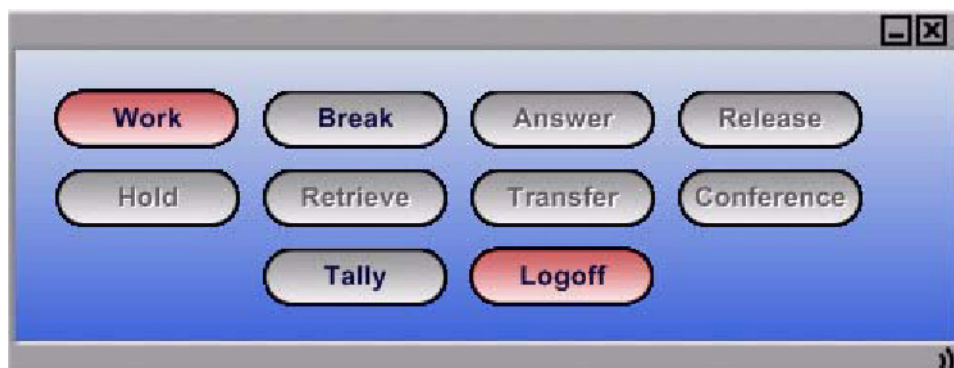 Work Break Answer Release
Hold Retrieve Transfer Conference
Tally Logoff